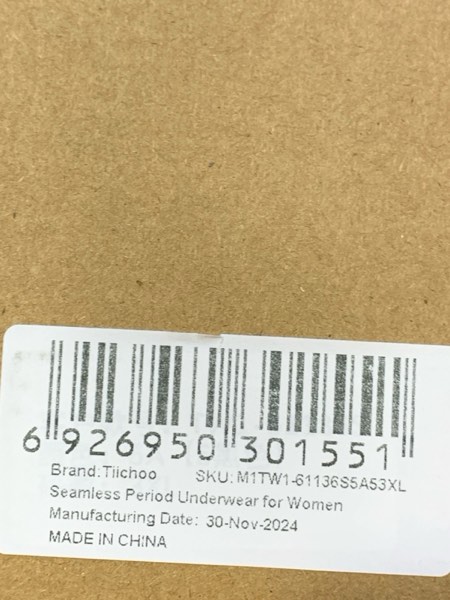 6 926950 301551
Brand:Tiichoo SKU: M1TW1-61136S5A53XL
Seamless Period Underwear for Women
Manufacturing Date: 30-Nov-2024
MADE IN CHINA